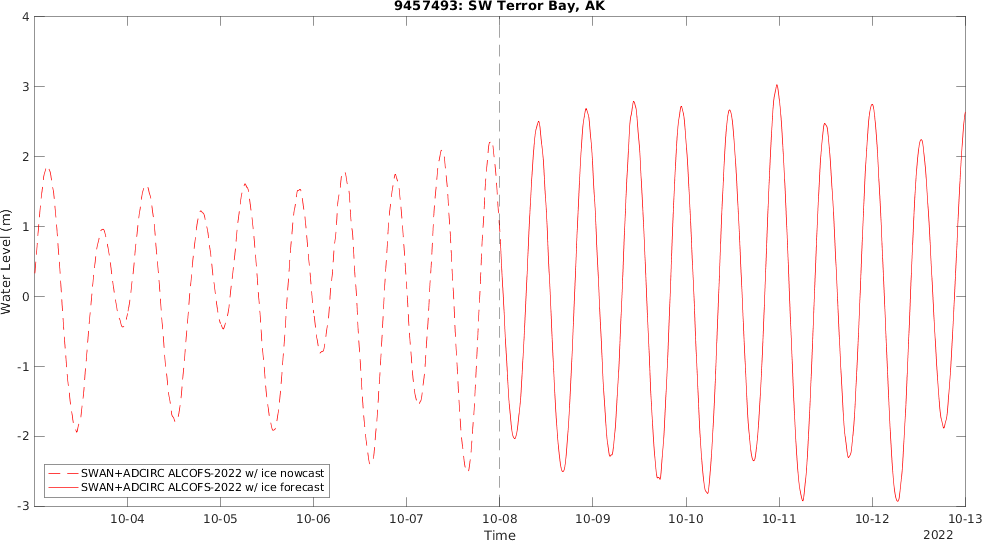 9457493: SW Terror Bay, AK
Water Level (m)
4
3
2
1
0
-1
-2
-3
SWAN+ADCIRC ALCOFS-2022 w/ ice nowcast
SWAN+ADCIRC ALCOFS-2022 w/ ice forecast
10-04 10-05 10-06 10-07 10-08 10-09 10-10 10-11 10-12 10-13
Time
2022